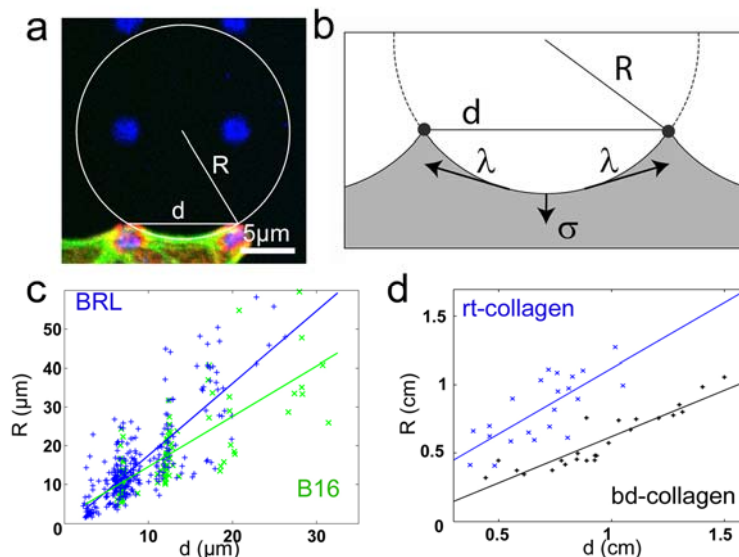 a
R
d
5μm
b
R
d
λ
λ
σ
c
BRL
B16
R (μm)
50
40
30
20
10
0
10
20
30
d (μm)
d
rt-collagen
bd-collagen
R (cm)
1.5
1
0.5
0
0.5
1
1.5
d (cm)